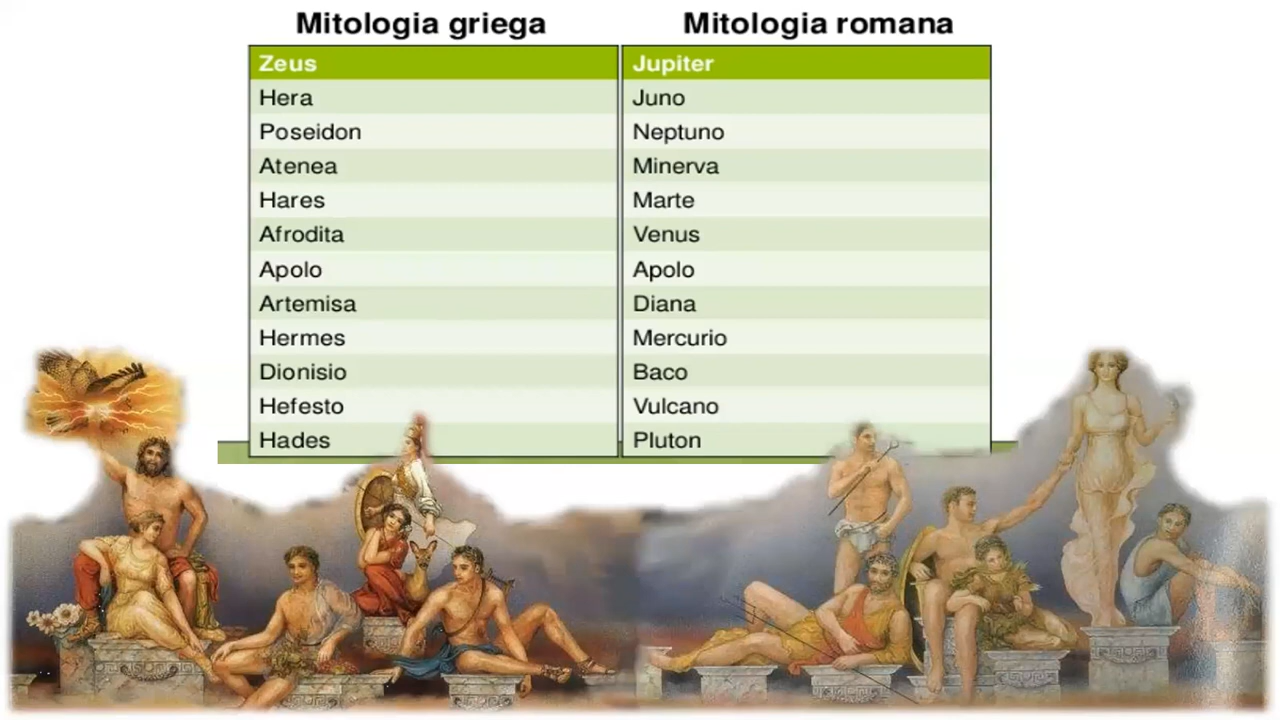 Mitologia griega Mitologia romana
Zeus Jupiter
Hera Juno
Poseidon Neptuno
Atenea Minerva
Hares Marte
Afrodita Venus
Apolo Apolo
Artemisa Diana
Hermes Mercurio
Dionisio Baco
Hefesto Vulcano
Hades Pluton